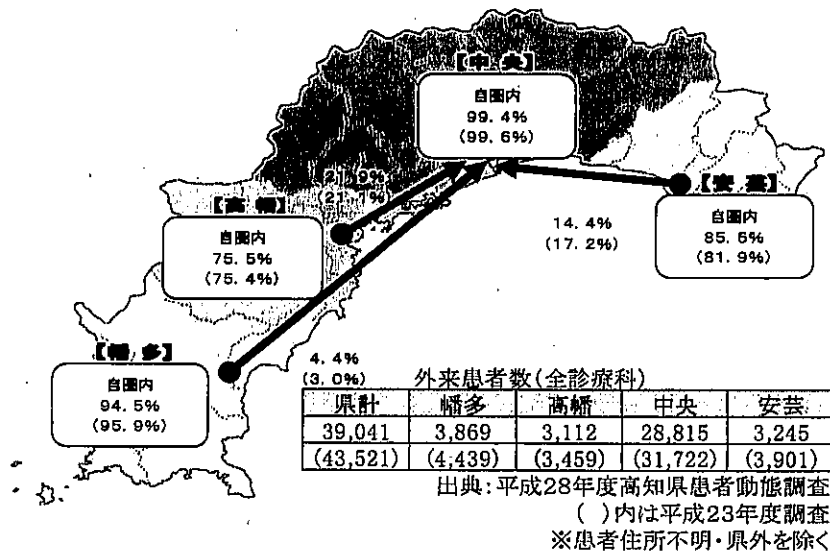 【中央】
自圏内
99.4%
(99.6%)
21.9%
(21.1%)
【高幡】
自圏内
75.5%
(75.4%)
【安芸】
自圏内
85.5%
(81.9%)
14.4%
(17.2%)
【幡多】
自圏内
94.5%
(95.9%)
4.4%
(3.0%)
外来患者数(全診療科)
県計 幡多 高幡 中央 安芸
39,041 3,869 3,112 28,815 3,245
(43,521) (4,439) (3,459) (31,722) (3,901)
出典:平成28年度高知県患者動態調査
( )内は平成23年度調査
※患者住所不明・県外を除く